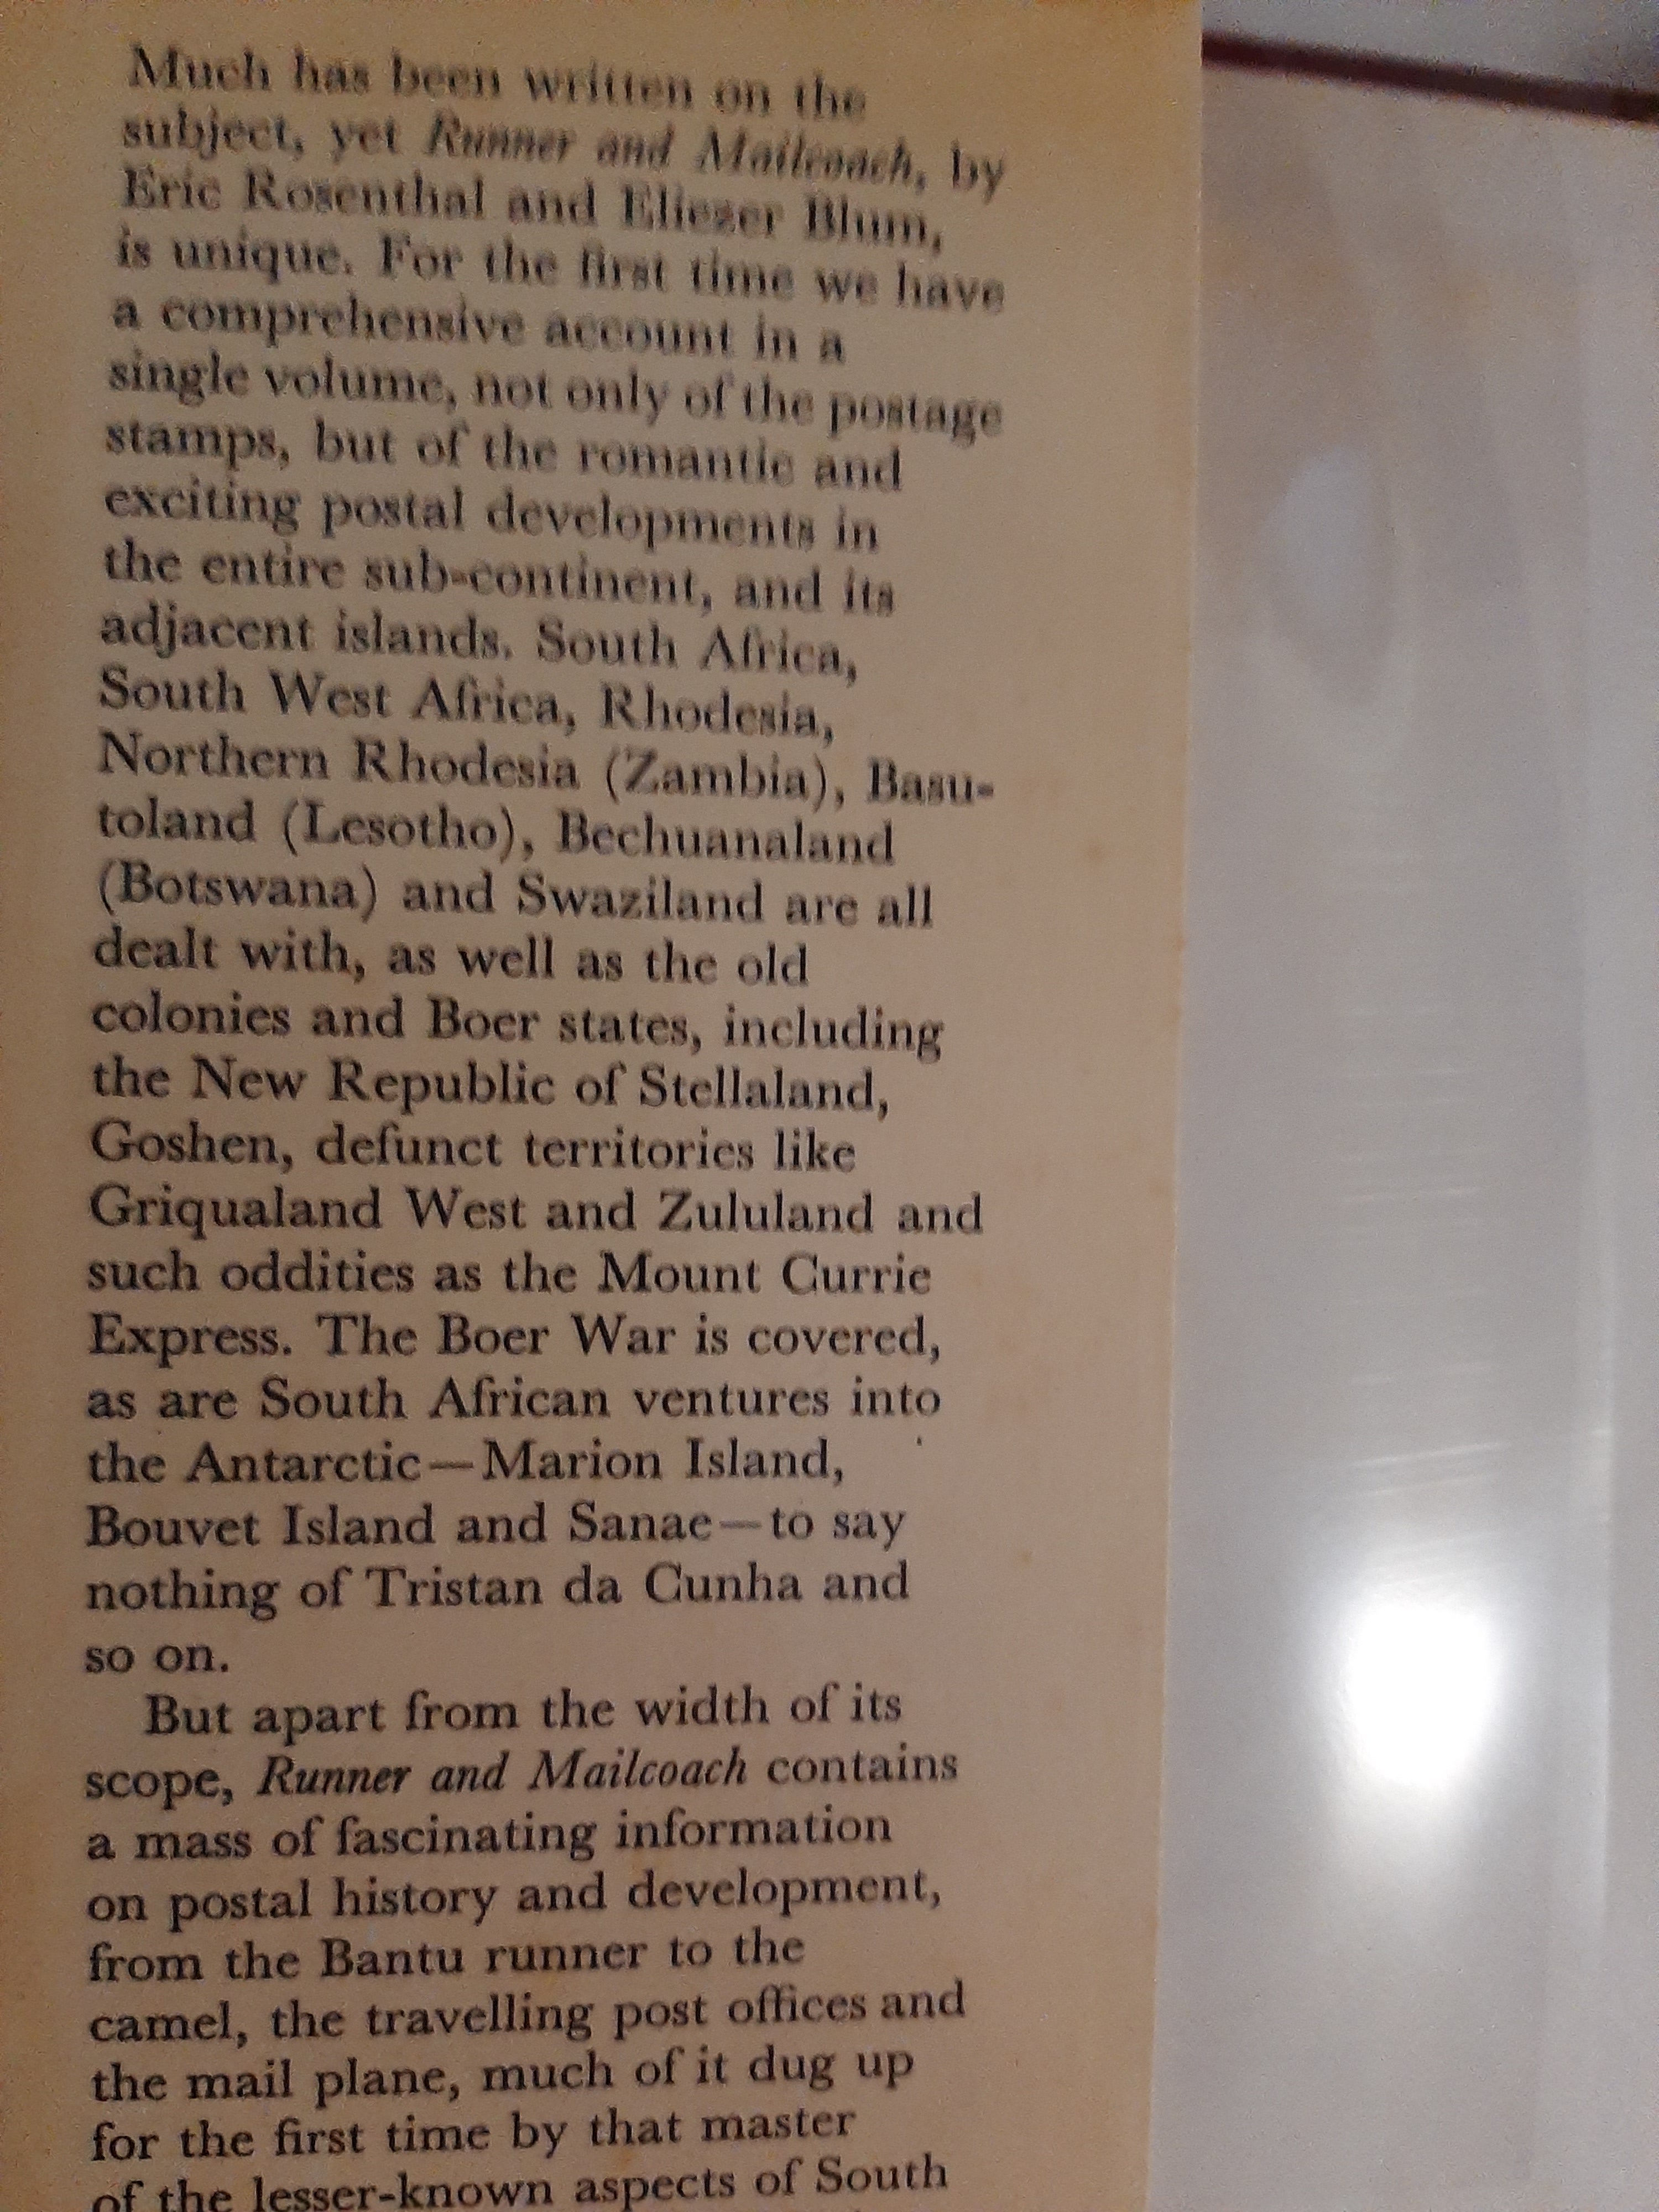 Much has been written on the
subject, yet Runner and Mailcoach, by
Eric Rosenthal and Eliezer Blum,
is unique. For the first time we have
a comprehensive account in a
single volume, not only of the postage
stamps, but of the romantic and
exciting postal developments in
the entire sub-continent, and its
adjacent islands. South Africa,
South West Africa, Rhodesia,
Northern Rhodesia (Zambia), Basu-
toland (Lesotho), Bechuanaland
(Botswana) and Swaziland are all
dealt with, as well as the old
colonies and Boer states, including
the New Republic of Stellaland,
Goshen, defunct territories like
Griqualand West and Zululand and
such oddities as the Mount Currie
Express. The Boer War is covered,
as are South African ventures into
the Antarctic—Marion Island,
Bouvet Island and Sanae—to say
nothing of Tristan da Cunha and
so on.
But apart from the width of its
scope, Runner and Mailcoach contains
a mass of fascinating information
on postal history and development,
from the Bantu runner to the
camel, the travelling post offices and
the mail plane, much of it dug up
for the first time by that master
of the lesser-known aspects of South